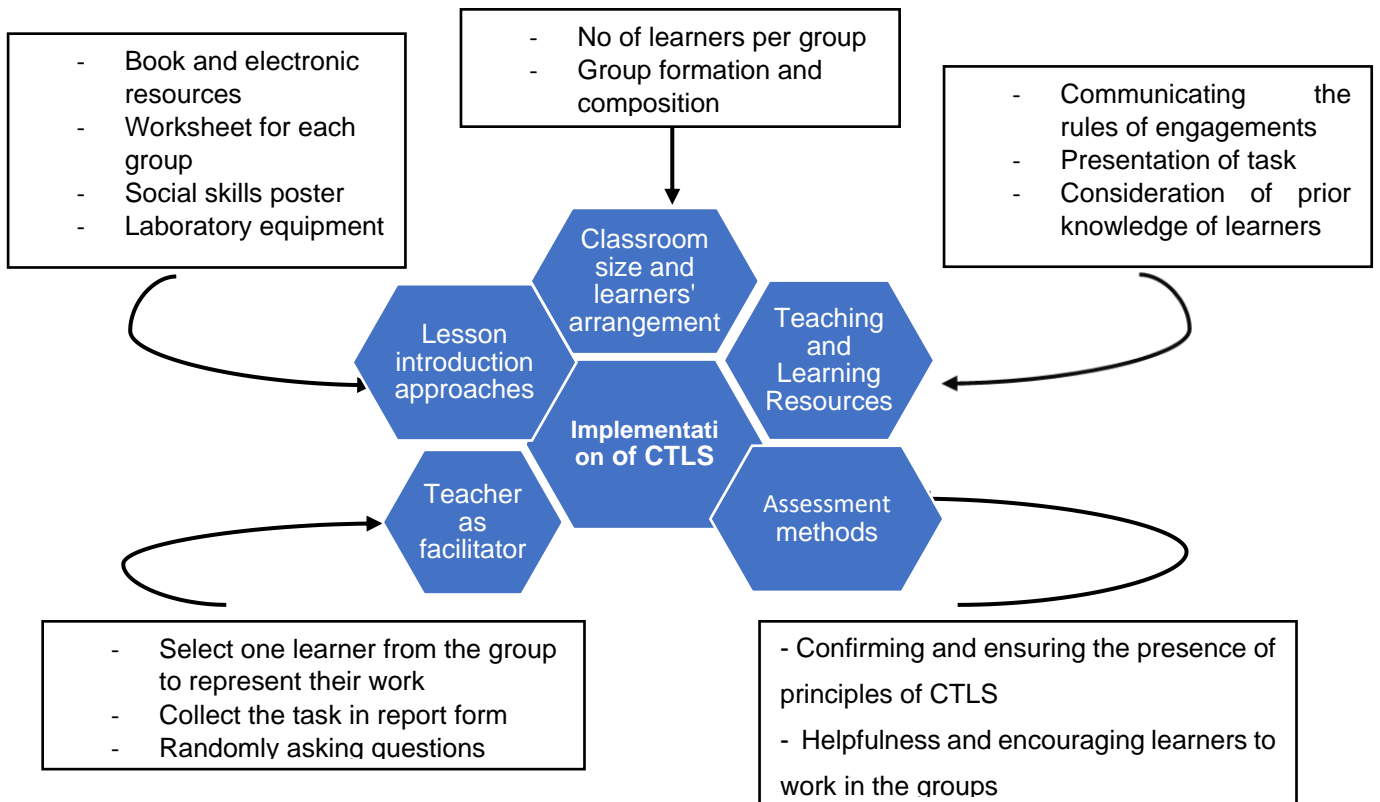 - Book and electronic
resources
- Worksheet for each
group
- Social skills poster
- Laboratory equipment
- No of learners per group
- Group formation and
composition
- Communicating the
rules of engagements
- Presentation of task
- Consideration of prior
knowledge of learners
Classroom
size and
learners'
arrangement
Lesson
introduction
approaches
Teaching
and
Learning
Resources
Implementati
on of CTLS
Teacher
as
facilitator
Assessment
methods
- Select one learner from the group
to represent their work
- Collect the task in report form
- Randomly asking questions
- Confirming and ensuring the presence of
principles of CTLS
- Helpfulness and encouraging learners to
work in the groups